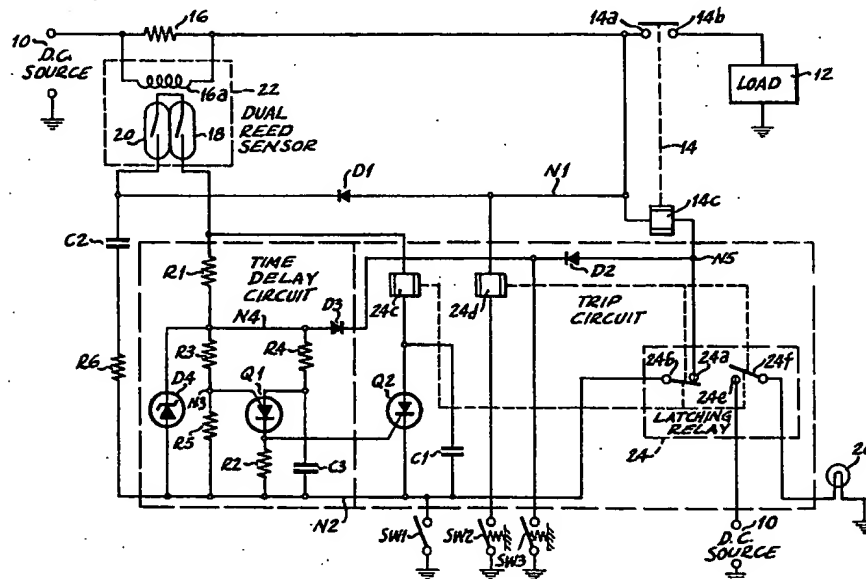 16
14a
14b
10
D.C.
SOURCE
LOAD
12
16a
22
20
18
DUAL
REED
SENSOR
14
D1
N1
14c
C2
R1
TIME
DELAY
CIRCUIT
24c
24d
D2
N5
TRIP
CIRCUIT
N4
D3
R6
R3
R4
D4
N3
Q1
Q2
R5
R2
C3
C1
24b
24a
24f
24e
LATCHING
RELAY
24
N2
SW1
SW2
SW3
10
D.C.
SOURCE